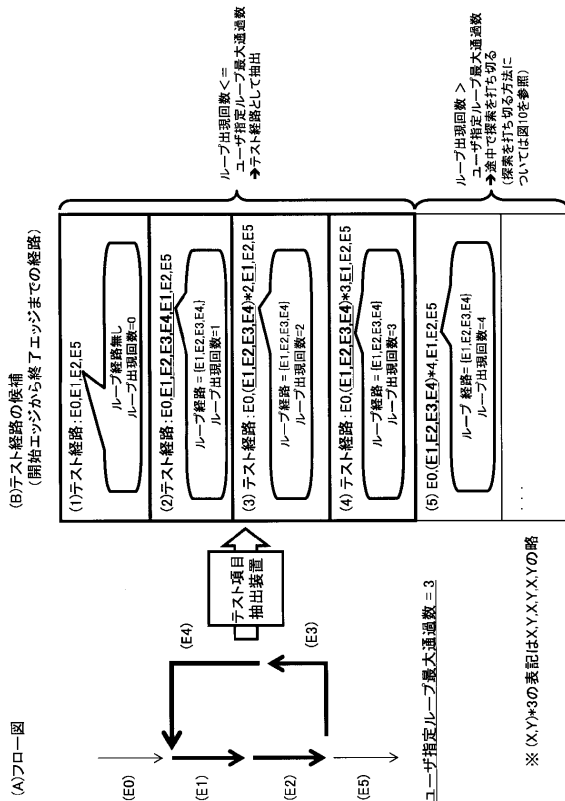 (A)フロー図
(E0)
(E1)
(E2)
(E5)
(E4)
(E3)
ユーザ指定ループ最大通過数 = 3
※ (X,Y)*3の表記はX,Y,X,Y,X,Yの略
テスト項目
抽出装置
(B)テスト経路の候補
(開始エッジから終了エッジまでの経路)
(1)テスト経路 : E0,E1,E2,E5
ループ経路無し
ループ出現回数=0
(2)テスト経路 : E0,E1,E2,E3,E4,E1,E2,E5
ループ経路 = {E1,E2,E3,E4,}
ループ出現回数=1
(3) テスト経路 : E0,(E1,E2,E3,E4)*2,E1,E2,E5
ループ経路 = {E1,E2,E3,E4}
ループ出現回数=2
(4) テスト経路 : E0,(E1,E2,E3,E4)*3,E1,E2,E5
ループ経路 = {E1,E2,E3,E4}
ループ出現回数=3
(5) E0,(E1,E2,E3,E4)*4,E1,E2,E5
ループ 経路= {E1,E2,E3,E4}
ループ出現回数=4
. . . .
ループ出現回数 <=
ユーザ指定ループ最大通過数
➔テスト経路として抽出
ループ出現回数 >
ユーザ指定ループ最大通過数
➔途中で探索を打ち切る
(探索を打ち切る方法に
ついては図10を参照)